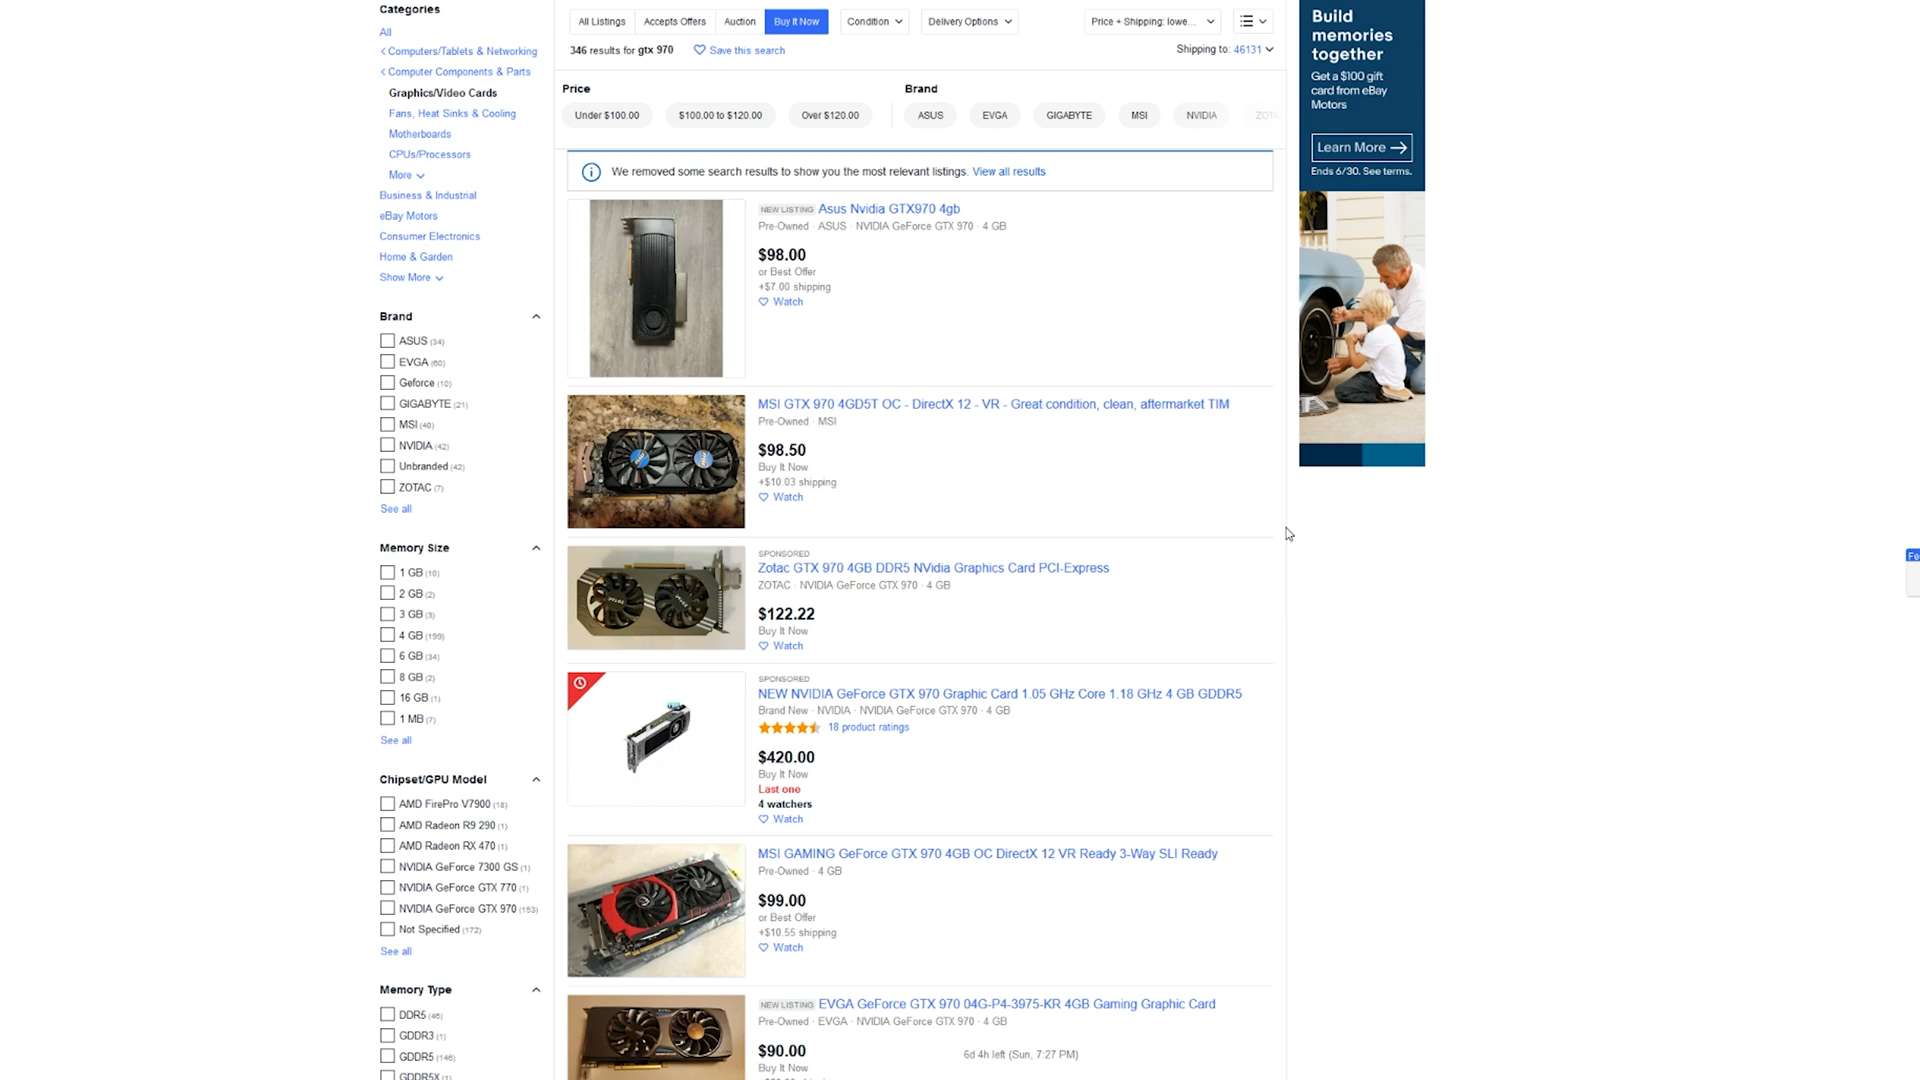 Categories
All
Computers/Tablets & Networking
Computer Components & Parts
Graphics/Video Cards
Fans, Heat Sinks & Cooling
Motherboards
CPUs/Processors
More
Business & Industrial
eBay Motors
Consumer Electronics
Home & Garden
Show More
Brand
ASUS (34)
EVGA (60)
Geforce (10)
GIGABYTE (21)
MSI (40)
NVIDIA (42)
Unbranded (42)
ZOTAC (7)
See all
Memory Size
1 GB (10)
2 GB (2)
3 GB (3)
4 GB (199)
6 GB (34)
8 GB (2)
16 GB (1)
1 MB (7)
See all
Chipset/GPU Model
AMD FirePro V7900 (18)
AMD Radeon R9 290 (1)
AMD Radeon RX 470 (1)
NVIDIA GeForce 7300 GS (1)
NVIDIA GeForce GTX 770 (1)
NVIDIA GeForce GTX 970 (153)
Not Specified (172)
See all
Memory Type
DDR5 (46)
GDDR3 (1)
GDDR5 (146)
GDDR5X (1)
All Listings Accepts Offers Auction Buy It Now Condition Delivery Options Price + Shipping: lowe...
346 results for gtx 970 Save this search Shipping to: 46131
Price Brand
Under $100.00 $100.00 to $120.00 Over $120.00 ASUS EVGA GIGABYTE MSI NVIDIA ZOTA
We removed some search results to show you the most relevant listings. View all results
NEW LISTING Asus Nvidia GTX970 4gb
Pre-Owned · ASUS · NVIDIA GeForce GTX 970 · 4 GB
$98.00
or Best Offer
+$7.00 shipping
Watch
MSI GTX 970 4GD5T OC - DirectX 12 - VR - Great condition, clean, aftermarket TIM
Pre-Owned · MSI
$98.50
Buy It Now
+$10.03 shipping
Watch
SPONSORED
Zotac GTX 970 4GB DDR5 NVidia Graphics Card PCI-Express
ZOTAC · NVIDIA GeForce GTX 970 · 4 GB
$122.22
Buy It Now
Watch
SPONSORED
NEW NVIDIA GeForce GTX 970 Graphic Card 1.05 GHz Core 1.18 GHz 4 GB GDDR5
Brand New · NVIDIA · NVIDIA GeForce GTX 970 · 4 GB
18 product ratings
$420.00
Buy It Now
Last one
4 watchers
Watch
MSI GAMING GeForce GTX 970 4GB OC DirectX 12 VR Ready 3-Way SLI Ready
Pre-Owned · 4 GB
$99.00
or Best Offer
+$10.55 shipping
Watch
NEW LISTING EVGA GeForce GTX 970 04G-P4-3975-KR 4GB Gaming Graphic Card
Pre-Owned · EVGA · NVIDIA GeForce GTX 970 · 4 GB
$90.00 6d 4h left (Sun, 7:27 PM)
Buy It Now
Build
memories
together
Get a $100 gift
card from eBay
Motors
Learn More
Ends 6/30. See terms.
Fe